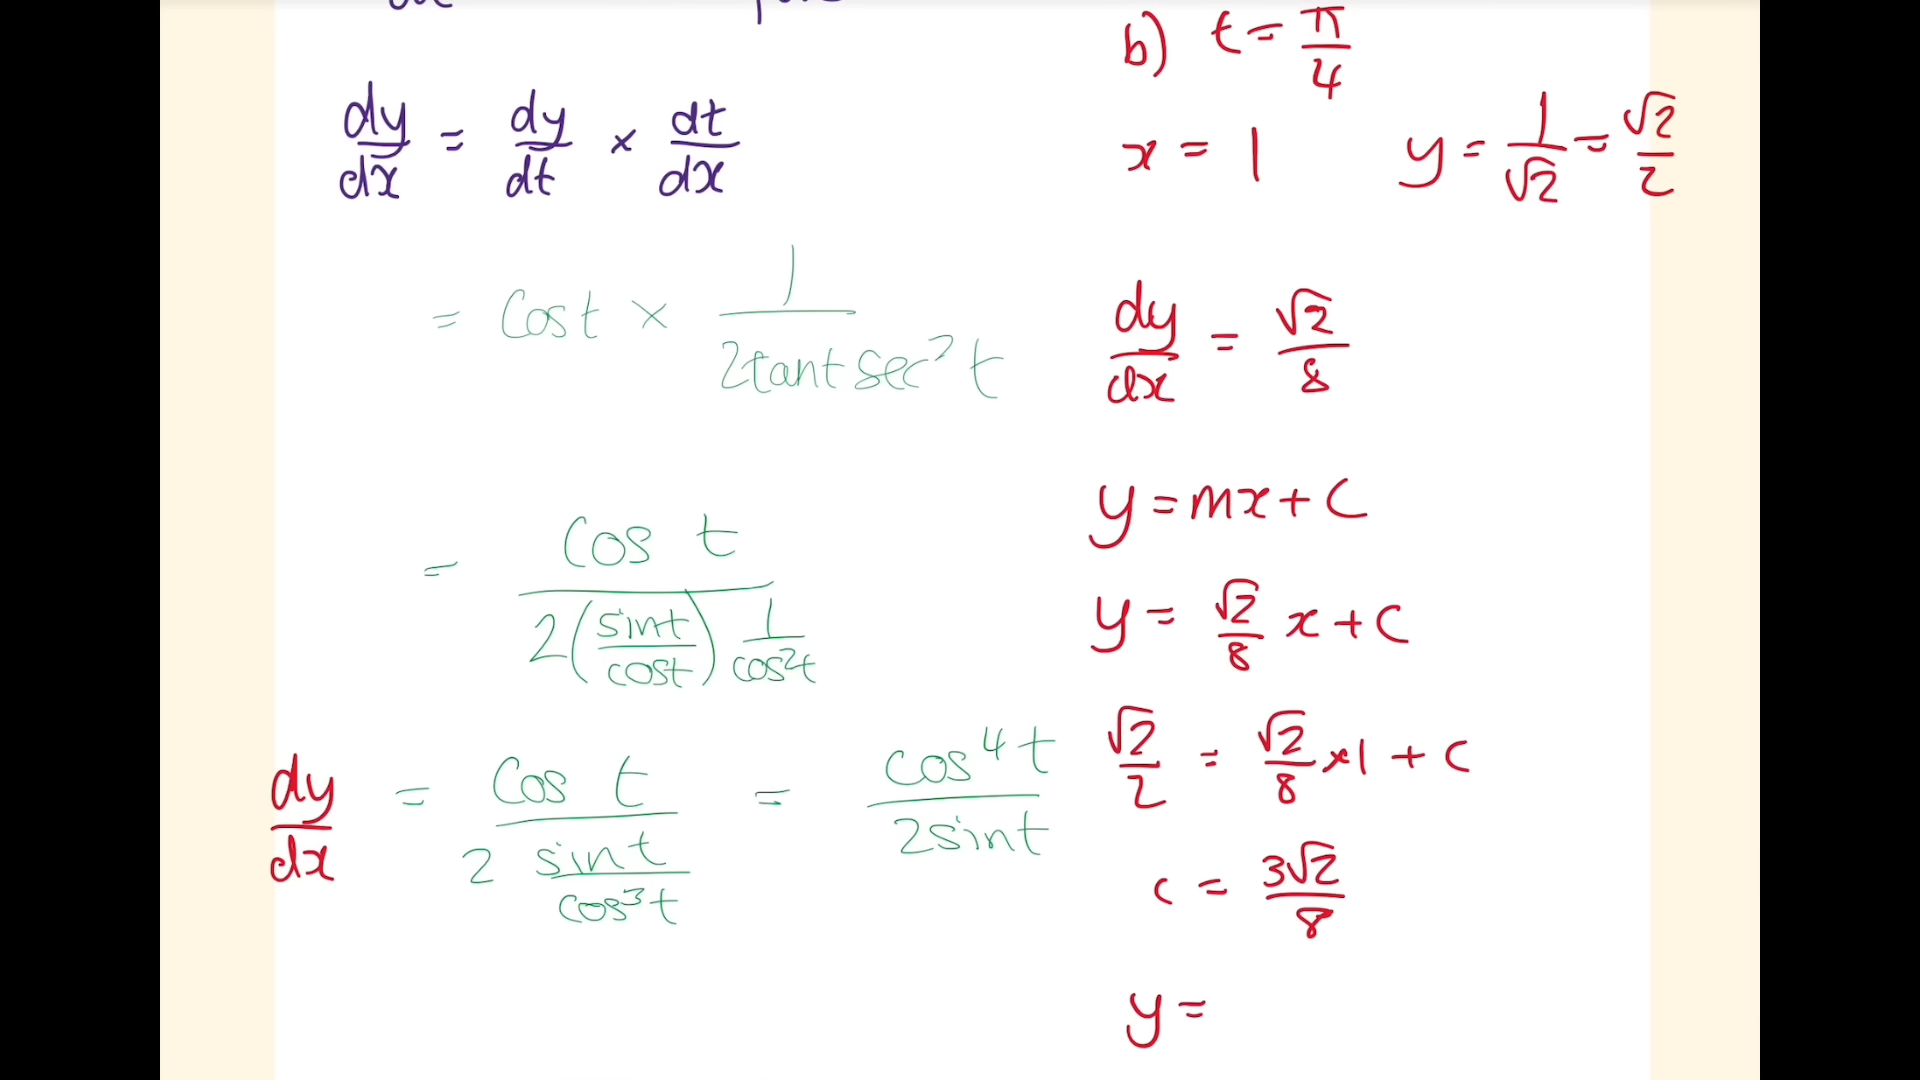 dy/dx = dy/dt × dt/dx
= Cos t × 1/(2tant sec² t)
= Cos t/(2(sint/cost) 1/cos²t)
dy/dx = Cos t/(2 sint/cos³t) = cos⁴t/2sint
b) t = π/4
x = 1 y = 1/√2 = √2/2
dy/dx = √2/8
y = mx + C
y = √2/8 x + C
√2/2 = √2/8 ×1 + C
c = 3√2/8
y =